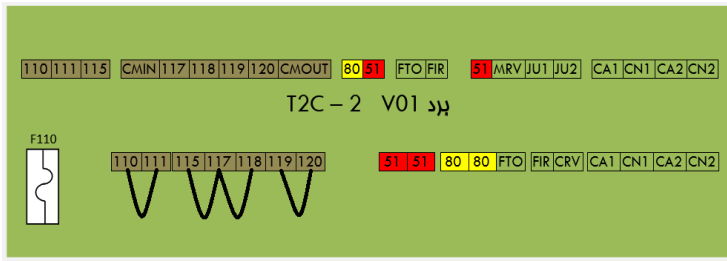 110 111 115 CMIN 117 118 119 120 CMOUT 80 51 FTO FIR 51 MRV JU1 JU2 CA1 CN1 CA2 CN2
برد T2C – 2 V01
F110
110 111 115 117 118 119 120 51 51 80 80 FTO FIR CRV CA1 CN1 CA2 CN2